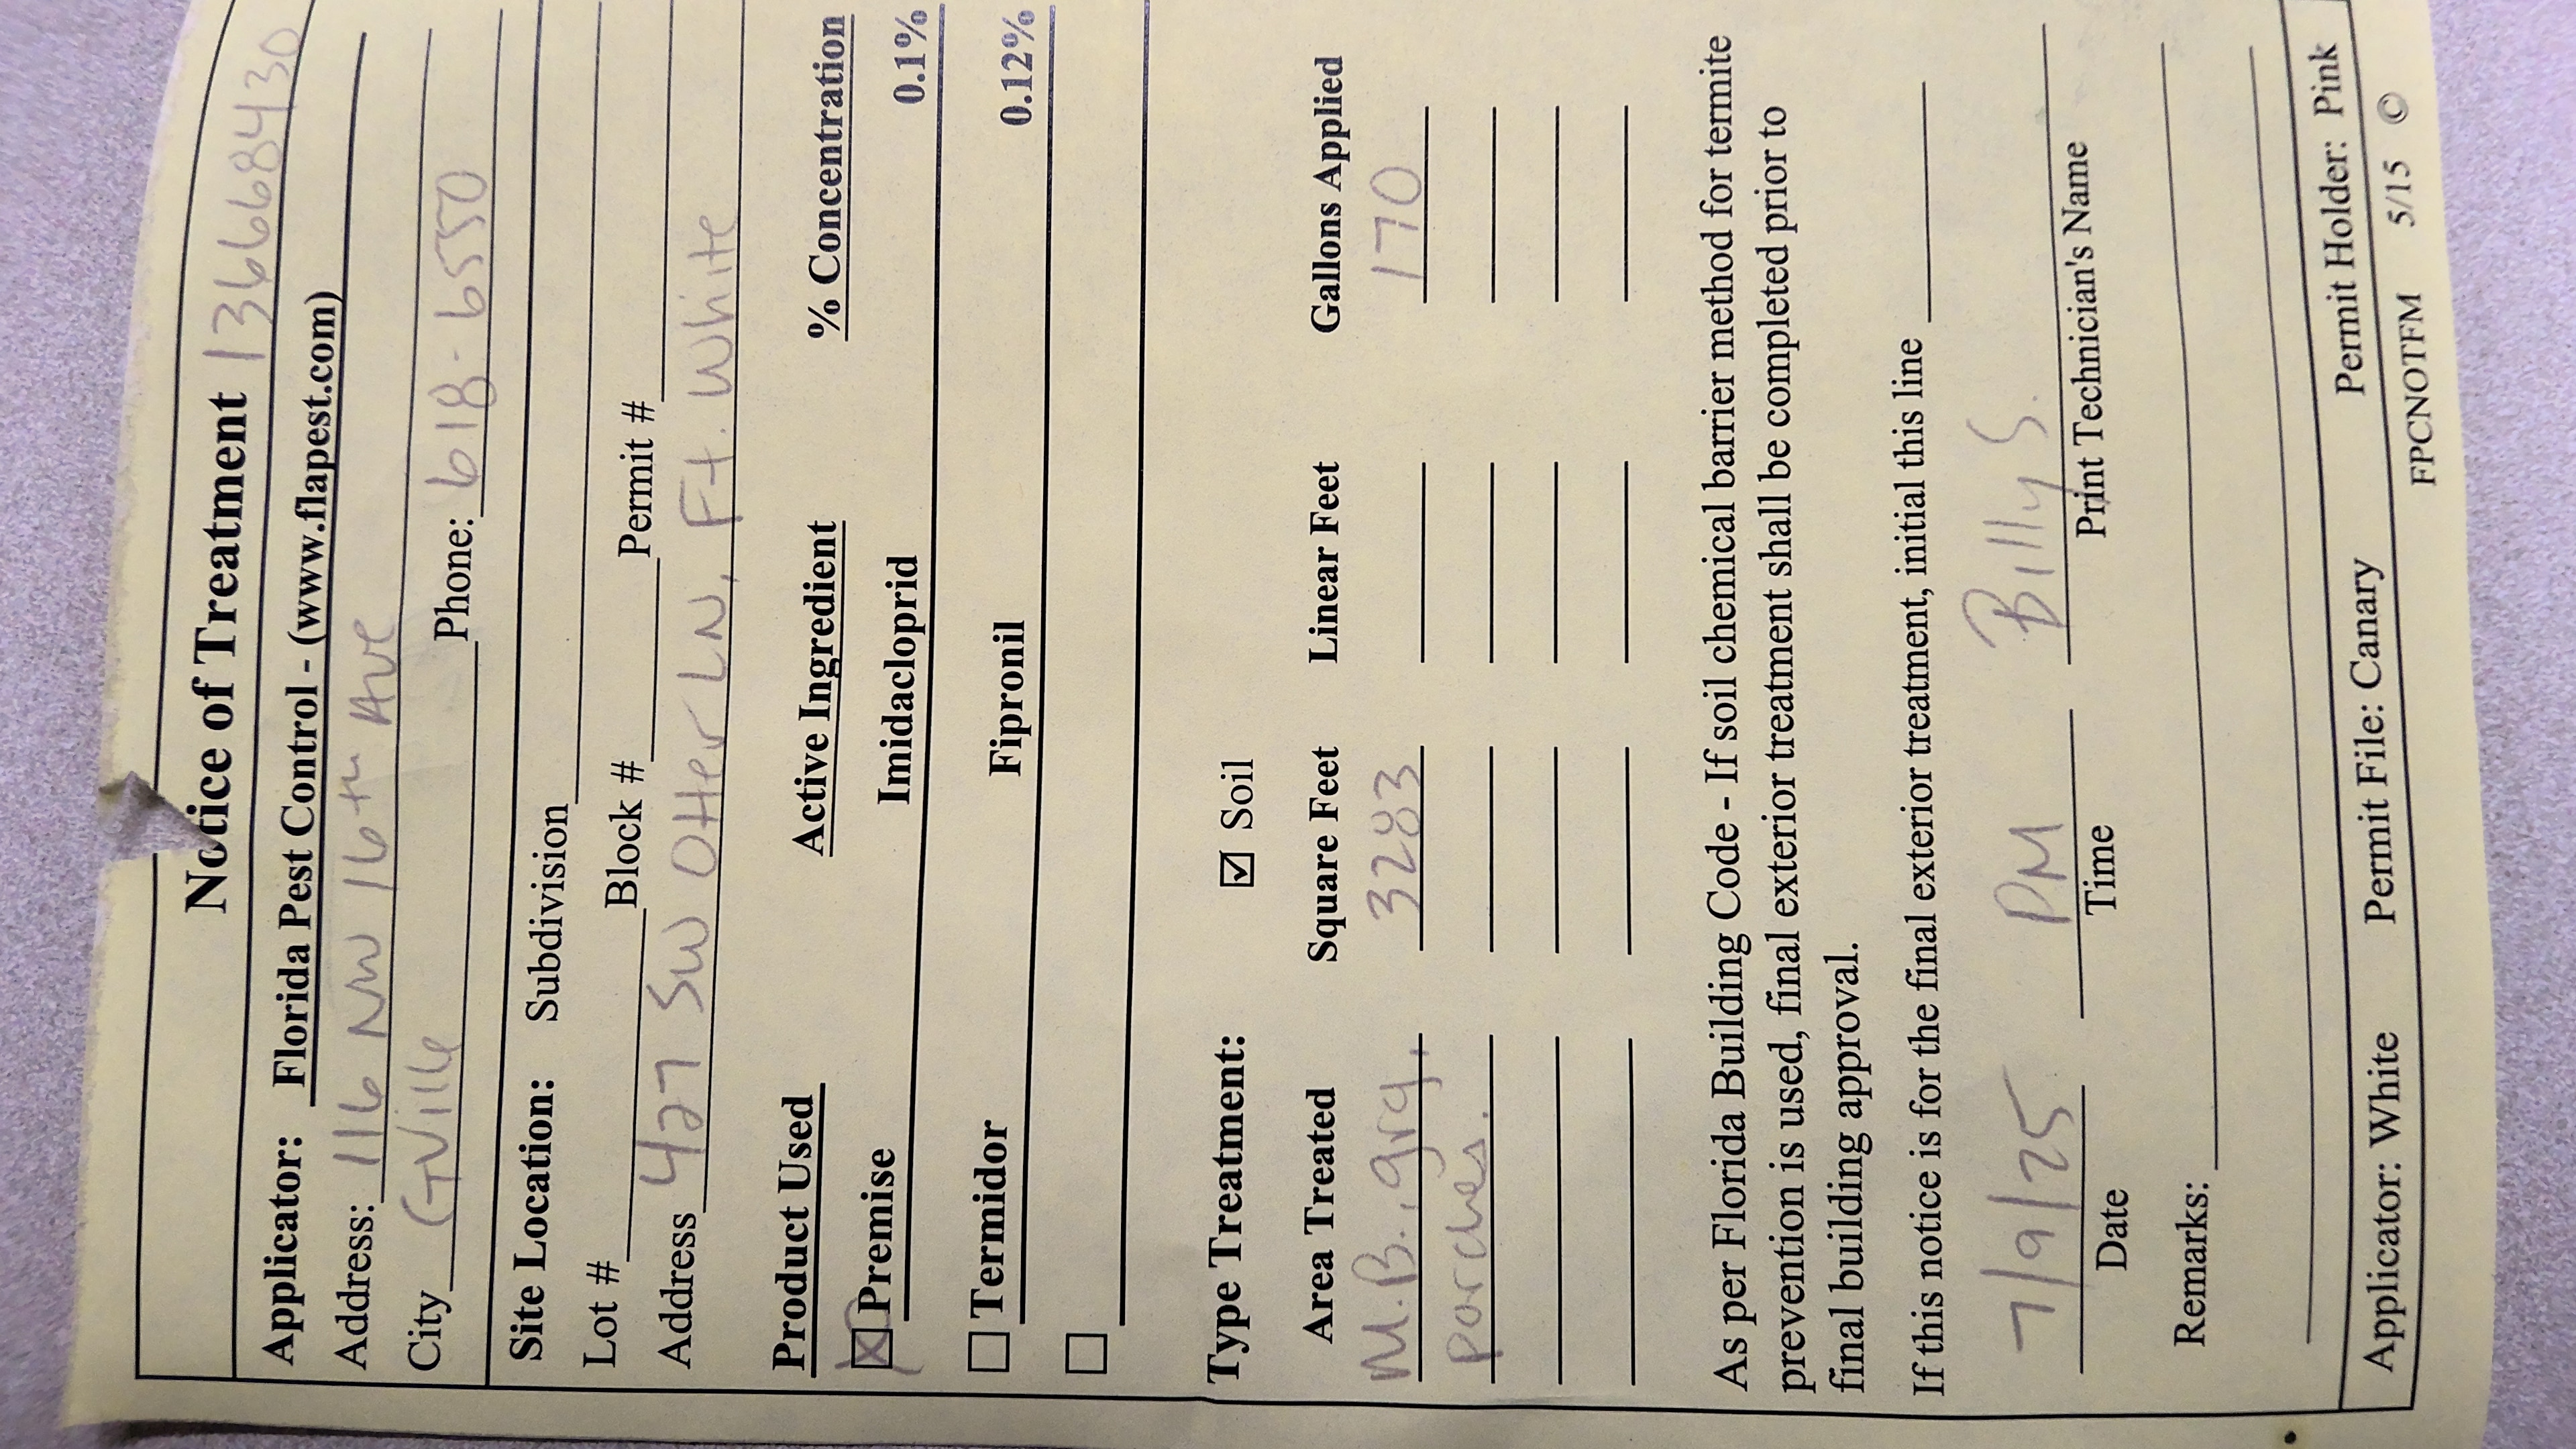 Notice of Treatment 136668430
Applicator: Florida Pest Control - (www.flapest.com)
Address: 116 NW 16th Ave
City GVille Phone: 618-6550
Site Location: Subdivision
Lot # Block # Permit #
Address 427 SW Otter LN, Ft. White
Product Used Active Ingredient % Concentration
☒ Premise Imidacloprid 0.1%
☐ Termidor Fipronil 0.12%
☐
Type Treatment: ☑ Soil
Area Treated Square Feet Linear Feet Gallons Applied
M.B., gry, 3283 170
porches.
As per Florida Building Code - If soil chemical barrier method for termite
prevention is used, final exterior treatment shall be completed prior to
final building approval.
If this notice is for the final exterior treatment, initial this line
7/9/25 PM Billy S.
Date Time Print Technician's Name
Remarks:
Applicator: White Permit File: Canary Permit Holder: Pink
FPCNOTFM 5/15 ©